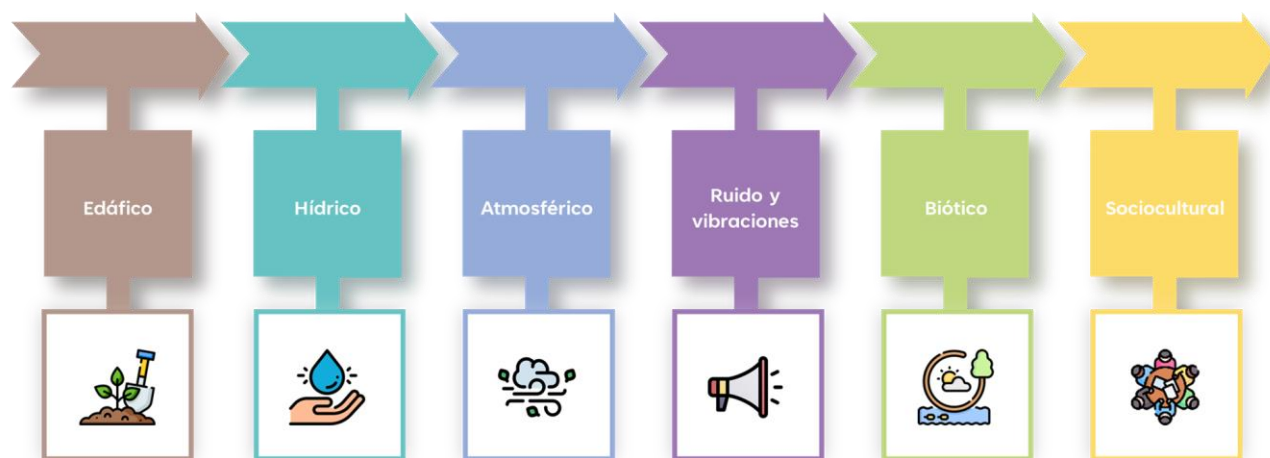 Edáfico
Hídrico
Atmosférico
Ruido y
vibraciones
Biótico
Sociocultural